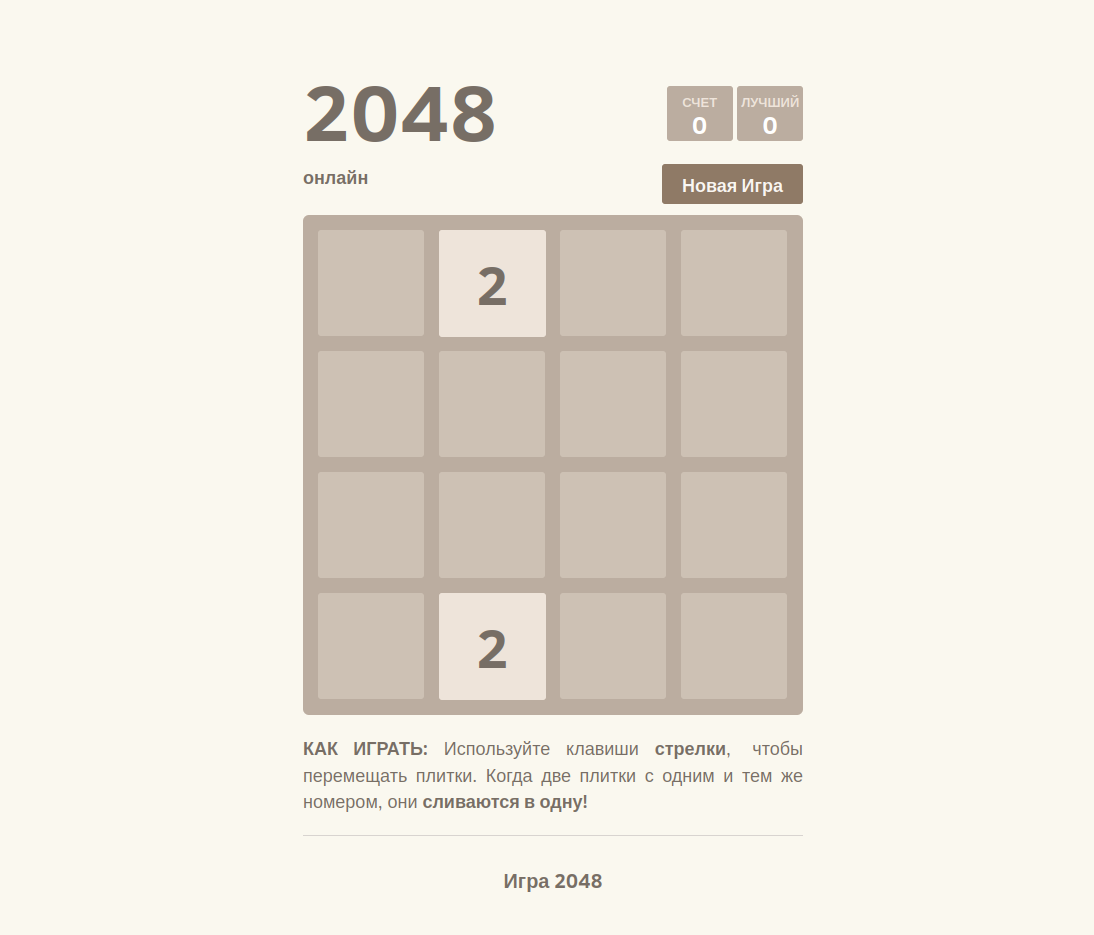 2048
СЧЕТ
0
ЛУЧШИЙ
0
онлайн
Новая Игра
2
2
КАК ИГРАТЬ: Используйте клавиши стрелки, чтобы
перемещать плитки. Когда две плитки с одним и тем же
номером, они сливаются в одну!
Игра 2048